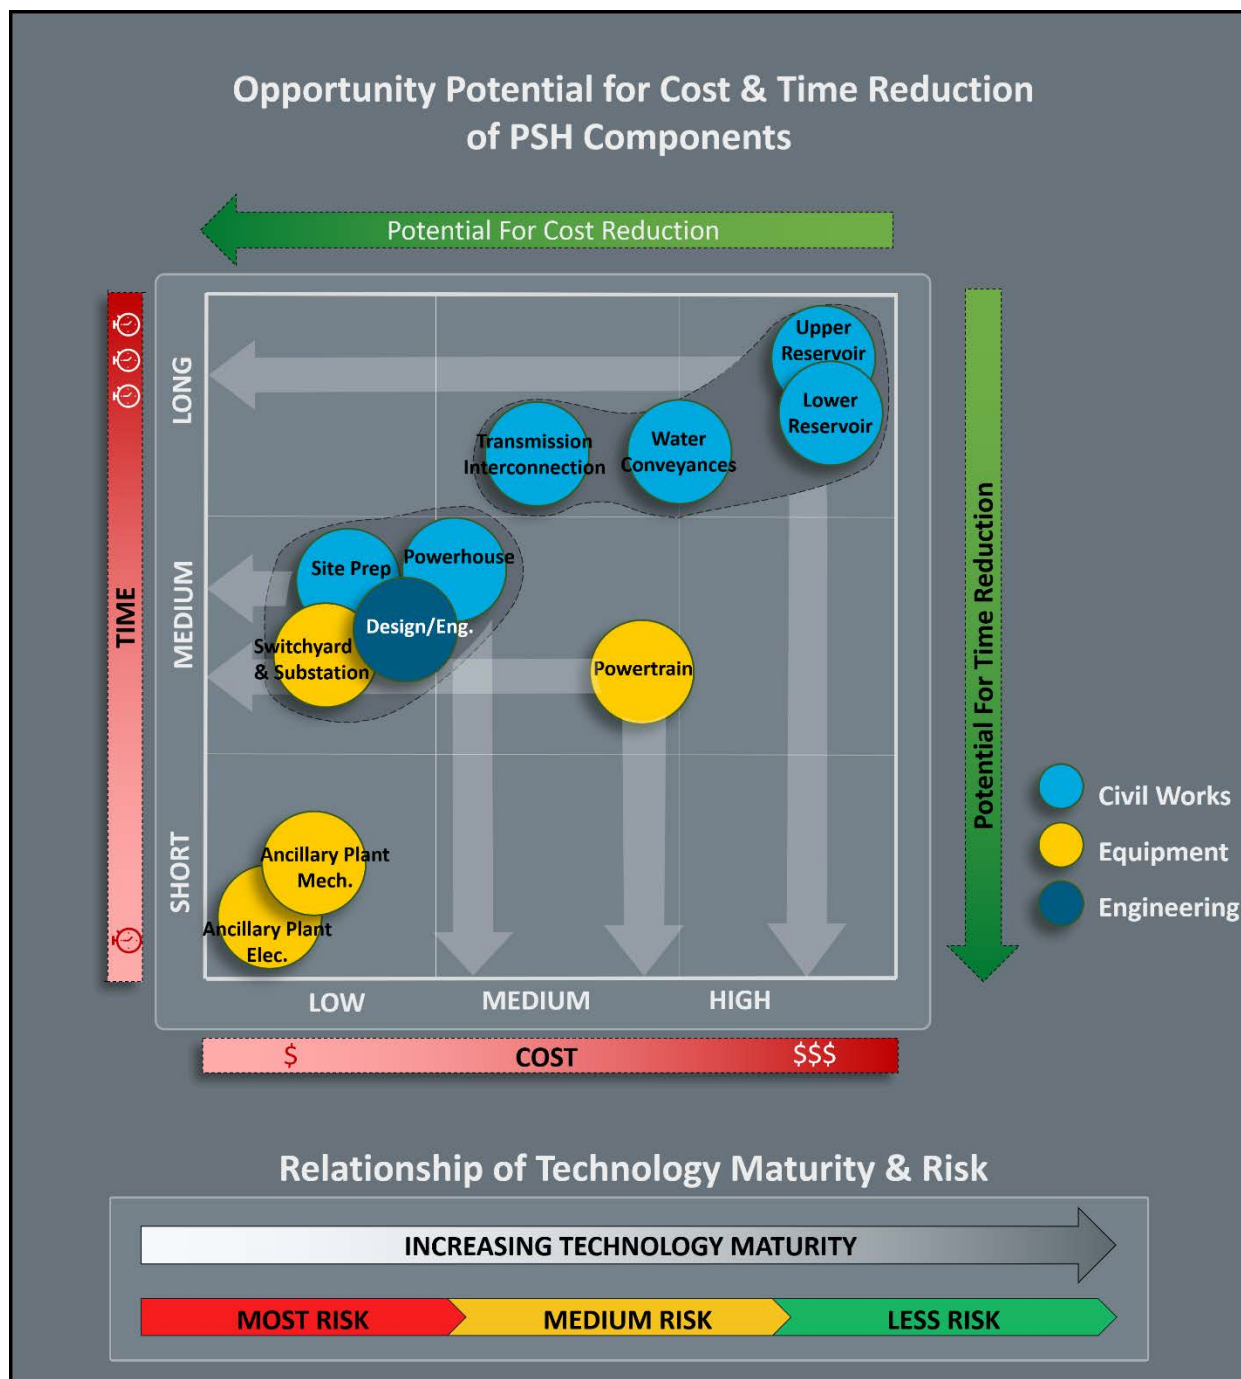 Opportunity Potential for Cost & Time Reduction
of PSH Components
Potential For Cost Reduction
TIME
LONG
MEDIUM
SHORT
Upper
Reservoir
Lower
Reservoir
Transmission
Interconnection
Water
Conveyances
Site Prep
Powerhouse
Design/Eng.
Switchyard
& Substation
Powertrain
Ancillary Plant
Mech.
Ancillary Plant
Elec.
Potential For Time Reduction
Civil Works
Equipment
Engineering
LOW
MEDIUM
HIGH
$
COST
$$$
Relationship of Technology Maturity & Risk
INCREASING TECHNOLOGY MATURITY
MOST RISK
MEDIUM RISK
LESS RISK